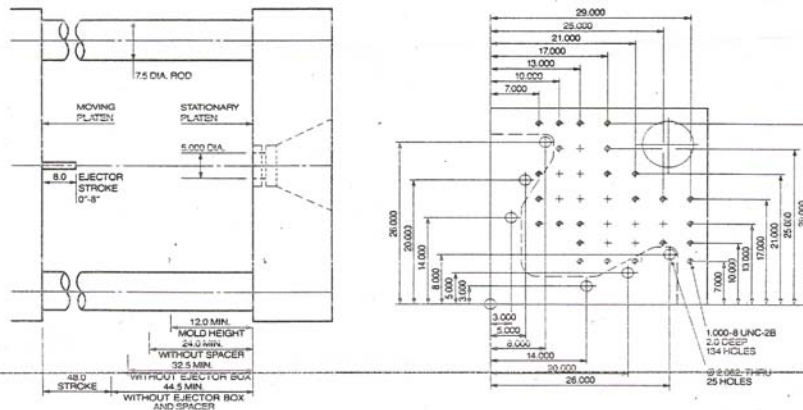 7.5 DIA. ROD
MOVING
PLATEN
STATIONARY
PLATEN
5.000 DIA.
8.0
EJECTOR
STROKE
0"-8"
12.0 MIN.
MOLD HEIGHT
24.0 MIN.
WITHOUT SPACER
32.5 MIN.
WITHOUT EJECTOR BOX
44.5 MIN.
WITHOUT EJECTOR BOX
AND SPACER
48.0
STROKE
29.000
25.000
21.000
17.000
13.000
10.000
7.000
26.000
20.000
14.000
8.000
5.000
3.000
3.000
5.000
8.000
14.000
20.000
26.000
7.000
10.000
13.000
17.000
21.000
25.000
1.000-8 UNC-2B
2.0 DEEP
134 HOLES
THRU
25 HOLES